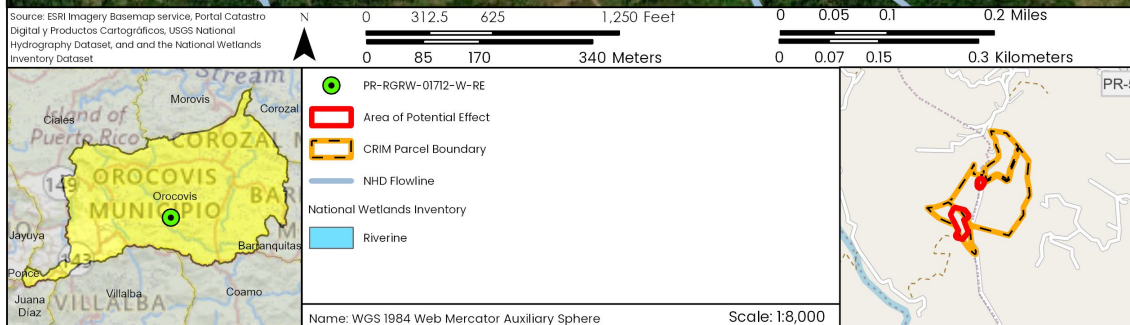 Source: ESRI Imagery Basemap service, Portal Catastro
Digital y Productos Cartográficos, USGS National
Hydrography Dataset, and and the National Wetlands
Inventory Dataset
N
0 312.5 625 1,250 Feet
0 85 170 340 Meters
0 0.05 0.1 0.2 Miles
0 0.07 0.15 0.3 Kilometers
Stream
Morovis
Corozal
Ciales
Island of
Puerto Rico
COROZAL
149
OROCOVIS
Orocovis
MUNICIPIO
Jayuya
Barranquitas
143
Ponce
Juana
Díaz
VILLALBA
Villalba
Coamo
PR-RGRW-01712-W-RE
Area of Potential Effect
CRIM Parcel Boundary
NHD Flowline
National Wetlands Inventory
Riverine
Name: WGS 1984 Web Mercator Auxiliary Sphere
Scale: 1:8,000